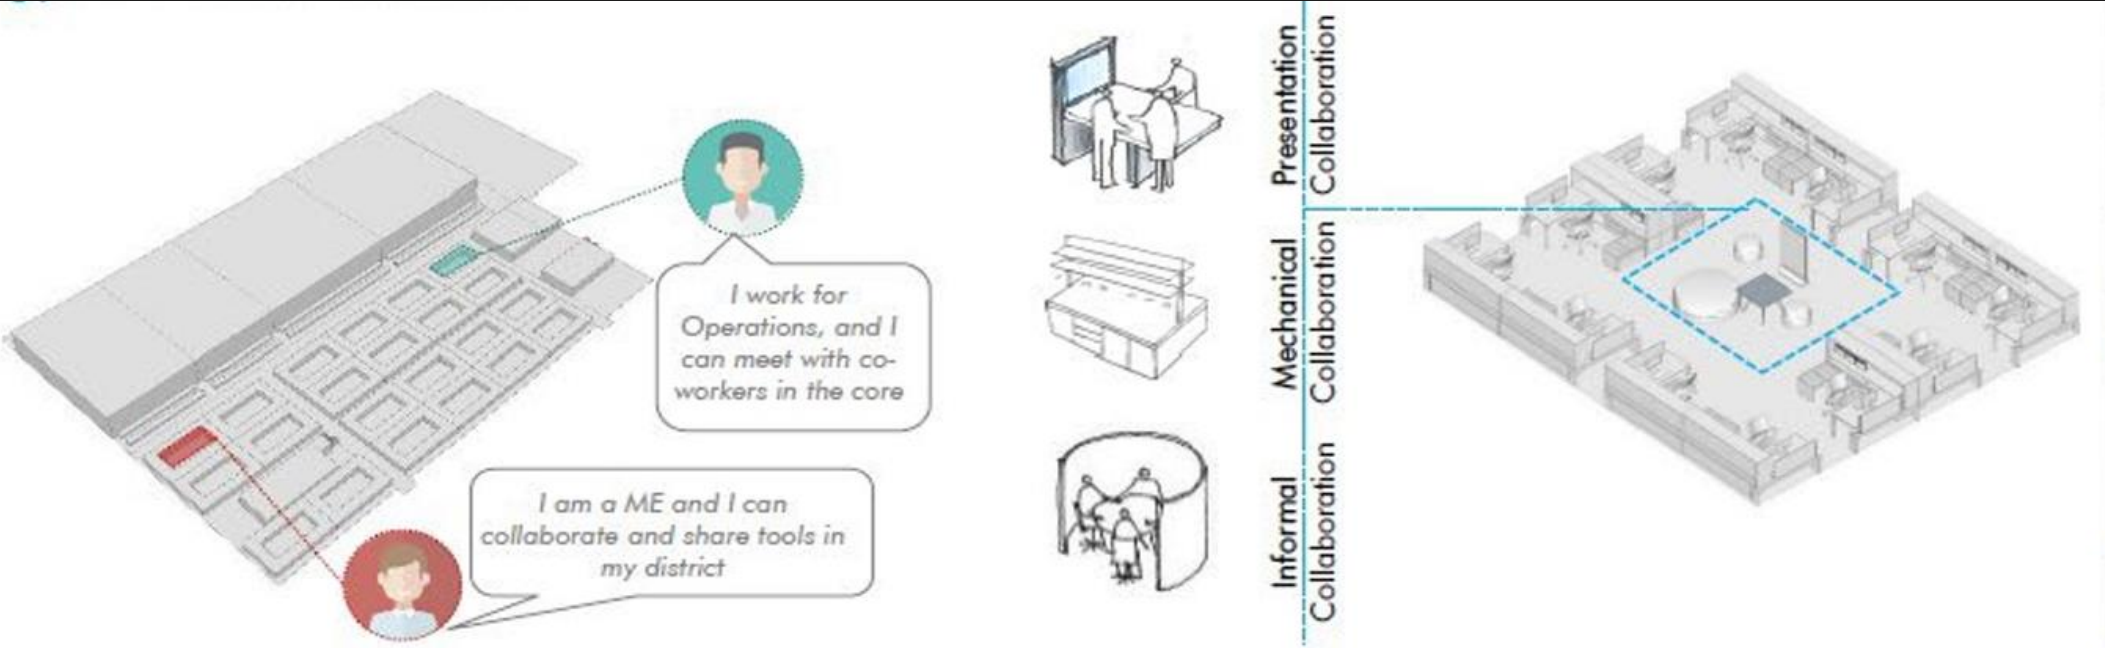 I work for
Operations, and I
can meet with co-
workers in the core
I am a ME and I can
collaborate and share tools in
my district
Presentation
Collaboration
Mechanical
Collaboration
Informal
Collaboration